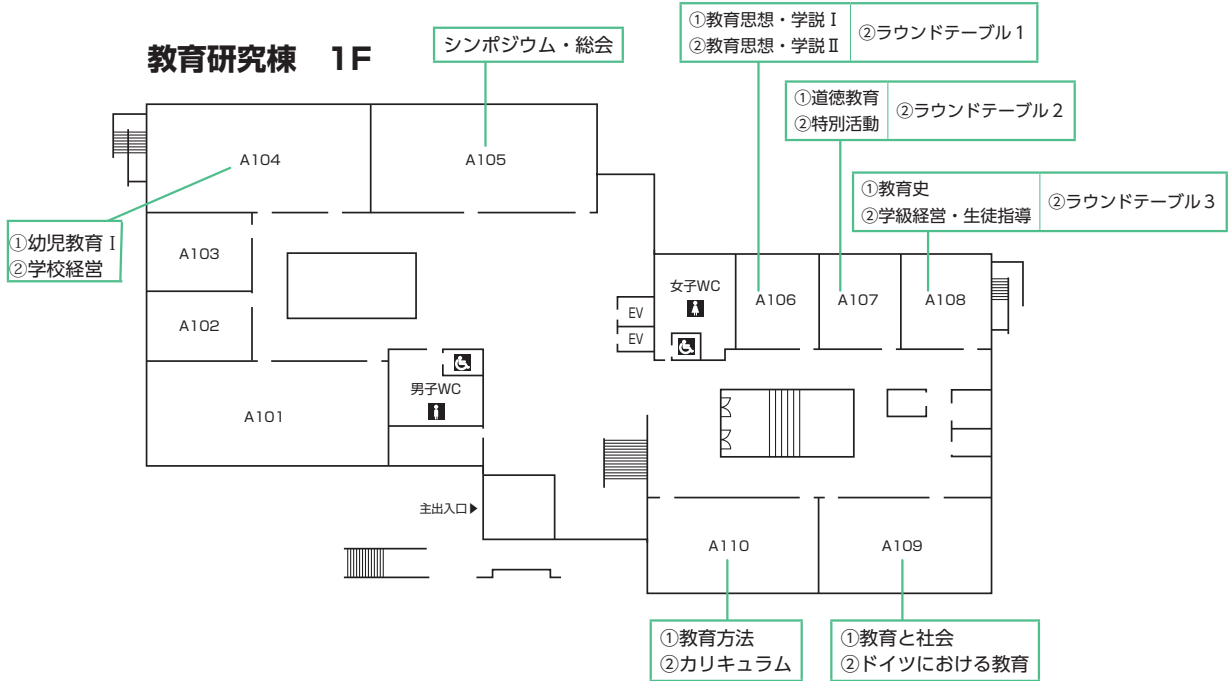 教育研究棟 1F
シンポジウム・総会
①教育思想・学説Ⅰ
②教育思想・学説Ⅱ
②ラウンドテーブル1
①道徳教育
②特別活動
②ラウンドテーブル2
①教育史
②学級経営・生徒指導
②ラウンドテーブル3
①幼児教育Ⅰ
②学校経営
A104
A105
A103
A102
A101
男子WC
女子WC
EV
EV
A106
A107
A108
主出入口▶
A110
A109
①教育方法
②カリキュラム
①教育と社会
②ドイツにおける教育